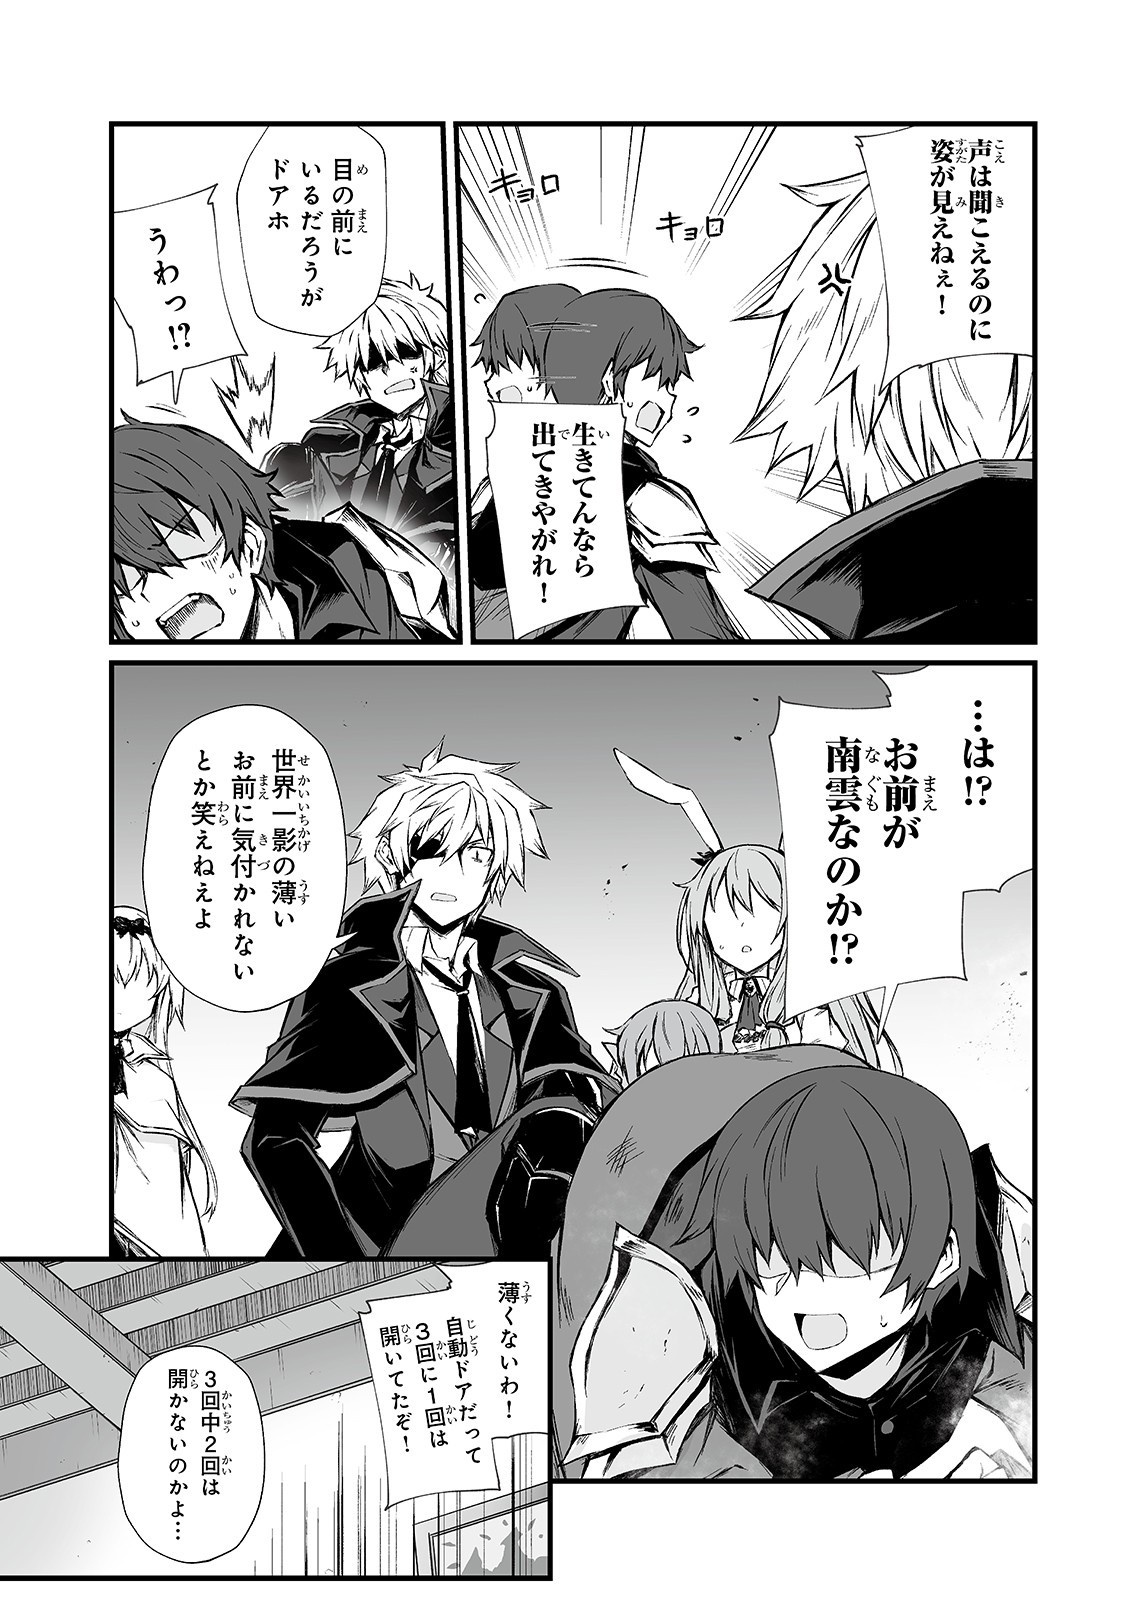 声は聞こえるのに
姿が見えねぇ！
キョロ
キョロ
生きてんなら
出てきやがれ！
目の前に
いるだろうが
ドアホ
うわっ！？
…は！？
お前が
南雲なのか！？
世界一影の薄い
お前に気付かれない
とか笑えねえよ
薄くないわ！
自動ドアだって
3回に1回は
開いてたぞ！
3回中2回は
開かないのかよ…